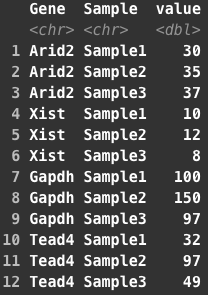 Gene Sample value
<chr> <chr> <dbl>
1 Arid2 Sample1 30
2 Arid2 Sample2 35
3 Arid2 Sample3 37
4 Xist Sample1 10
5 Xist Sample2 12
6 Xist Sample3 8
7 Gapdh Sample1 100
8 Gapdh Sample2 150
9 Gapdh Sample3 97
10 Tead4 Sample1 32
11 Tead4 Sample2 97
12 Tead4 Sample3 49